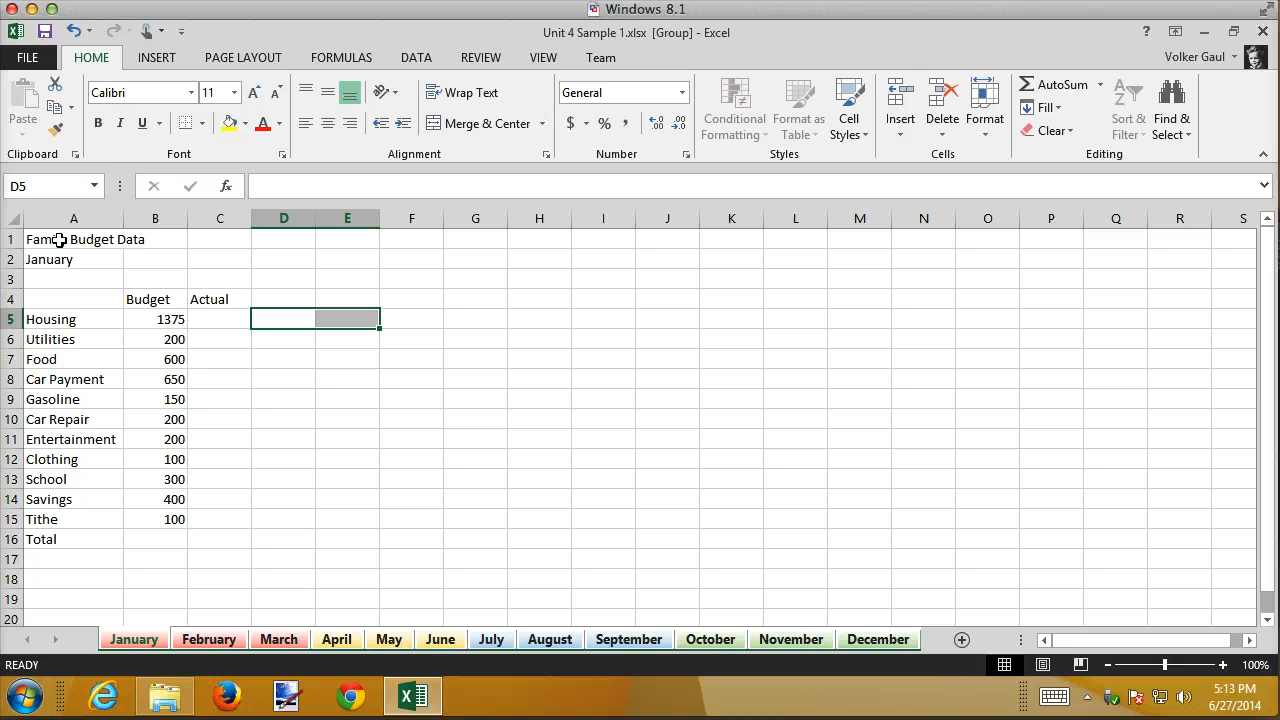 Windows 8.1
Unit 4 Sample 1.xlsx [Group] - Excel
FILE HOME INSERT PAGE LAYOUT FORMULAS DATA REVIEW VIEW Team Volker Gaul
Calibri 11 Wrap Text General AutoSum
Paste Conditional Formatting Format as Table Cell Styles Insert Delete Format Fill Sort & Filter Find & Select
B I U A Merge & Center $ % , Clear
Clipboard Font Alignment Number Styles Cells Editing
D5 fx
A B C D E F G H I J K L M N O P Q R S
1 Budget Data
2 January
3
4 Budget Actual
5 Housing 1375
6 Utilities 200
7 Food 600
8 Car Payment 650
9 Gasoline 150
10 Car Repair 200
11 Entertainment 200
12 Clothing 100
13 School 300
14 Savings 400
15 Tithe 100
16 Total
17
18
19
20
January February March April May June July August September October November December
READY 100%
5:13 PM
6/27/2014